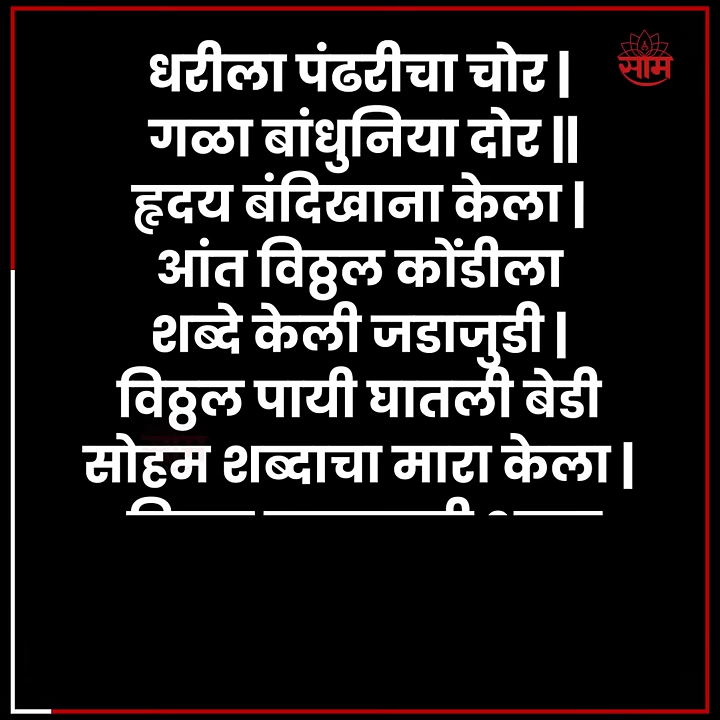 साम
धरीला पंढरीचा चोर |
गळा बांधुनिया दोर ||
हृदय बंदिखाना केला |
आंत विठ्ठल कोंडीला
शब्दे केली जडाजुडी |
विठ्ठल पायी घातली बेडी
सोहम शब्दाचा मारा केला |